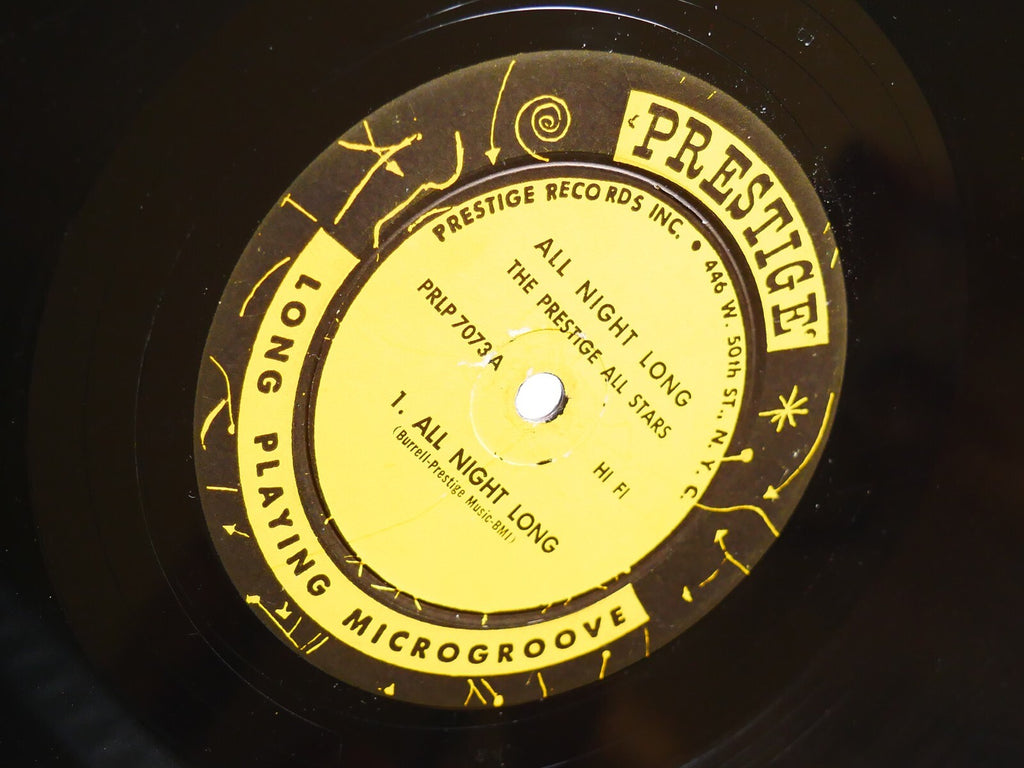 PRESTIGE
PRESTIGE RECORDS INC. • 446 W. 50TH ST., N.Y.C.
ALL NIGHT LONG
THE PRESTiGE ALL STARS
PRLP 7073 A
HI FI
1. ALL NIGHT LONG
(Burrell-Prestige Music-BMI)
LONG PLAYING MICROGROOVE